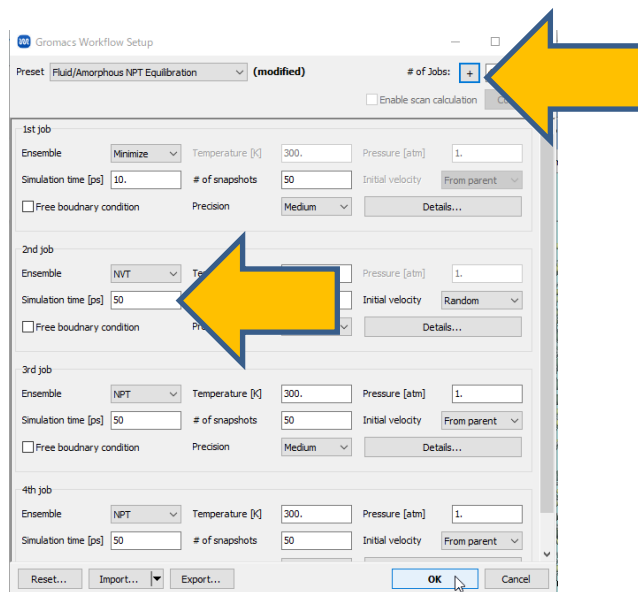 Gromacs Workflow Setup
Preset Fluid/Amorphous NPT Equilibration (modified) # of Jobs: +
Enable scan calculation
1st job
Ensemble Minimize Temperature [K] 300. Pressure [atm] 1.
Simulation time [ps] 10. # of snapshots 50 Initial velocity From parent
Free boudnary condition Precision Medium Details...
2nd job
Ensemble NVT Pressure [atm] 1.
Simulation time [ps] 50 Initial velocity Random
Free boudnary condition Details...
3rd job
Ensemble NPT Temperature [K] 300. Pressure [atm] 1.
Simulation time [ps] 50 # of snapshots 50 Initial velocity From parent
Free boudnary condition Precision Medium Details...
4th job
Ensemble NPT Temperature [K] 300. Pressure [atm] 1.
Simulation time [ps] 50 # of snapshots 50 Initial velocity From parent
Reset... Import... Export... OK Cancel